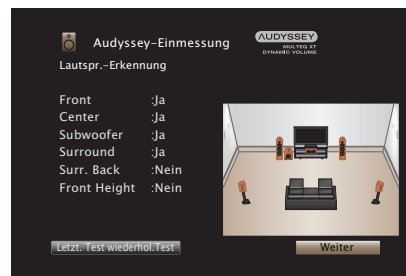 Audyssey-Einmessung
AUDYSSEY
MULTEQ XT
DYNAMIC VOLUME
Lautspr.-Erkennung
Front :Ja
Center :Ja
Subwoofer :Ja
Surround :Ja
Surr. Back :Nein
Front Height :Nein
Letzt. Test wiederhol.Test
Weiter